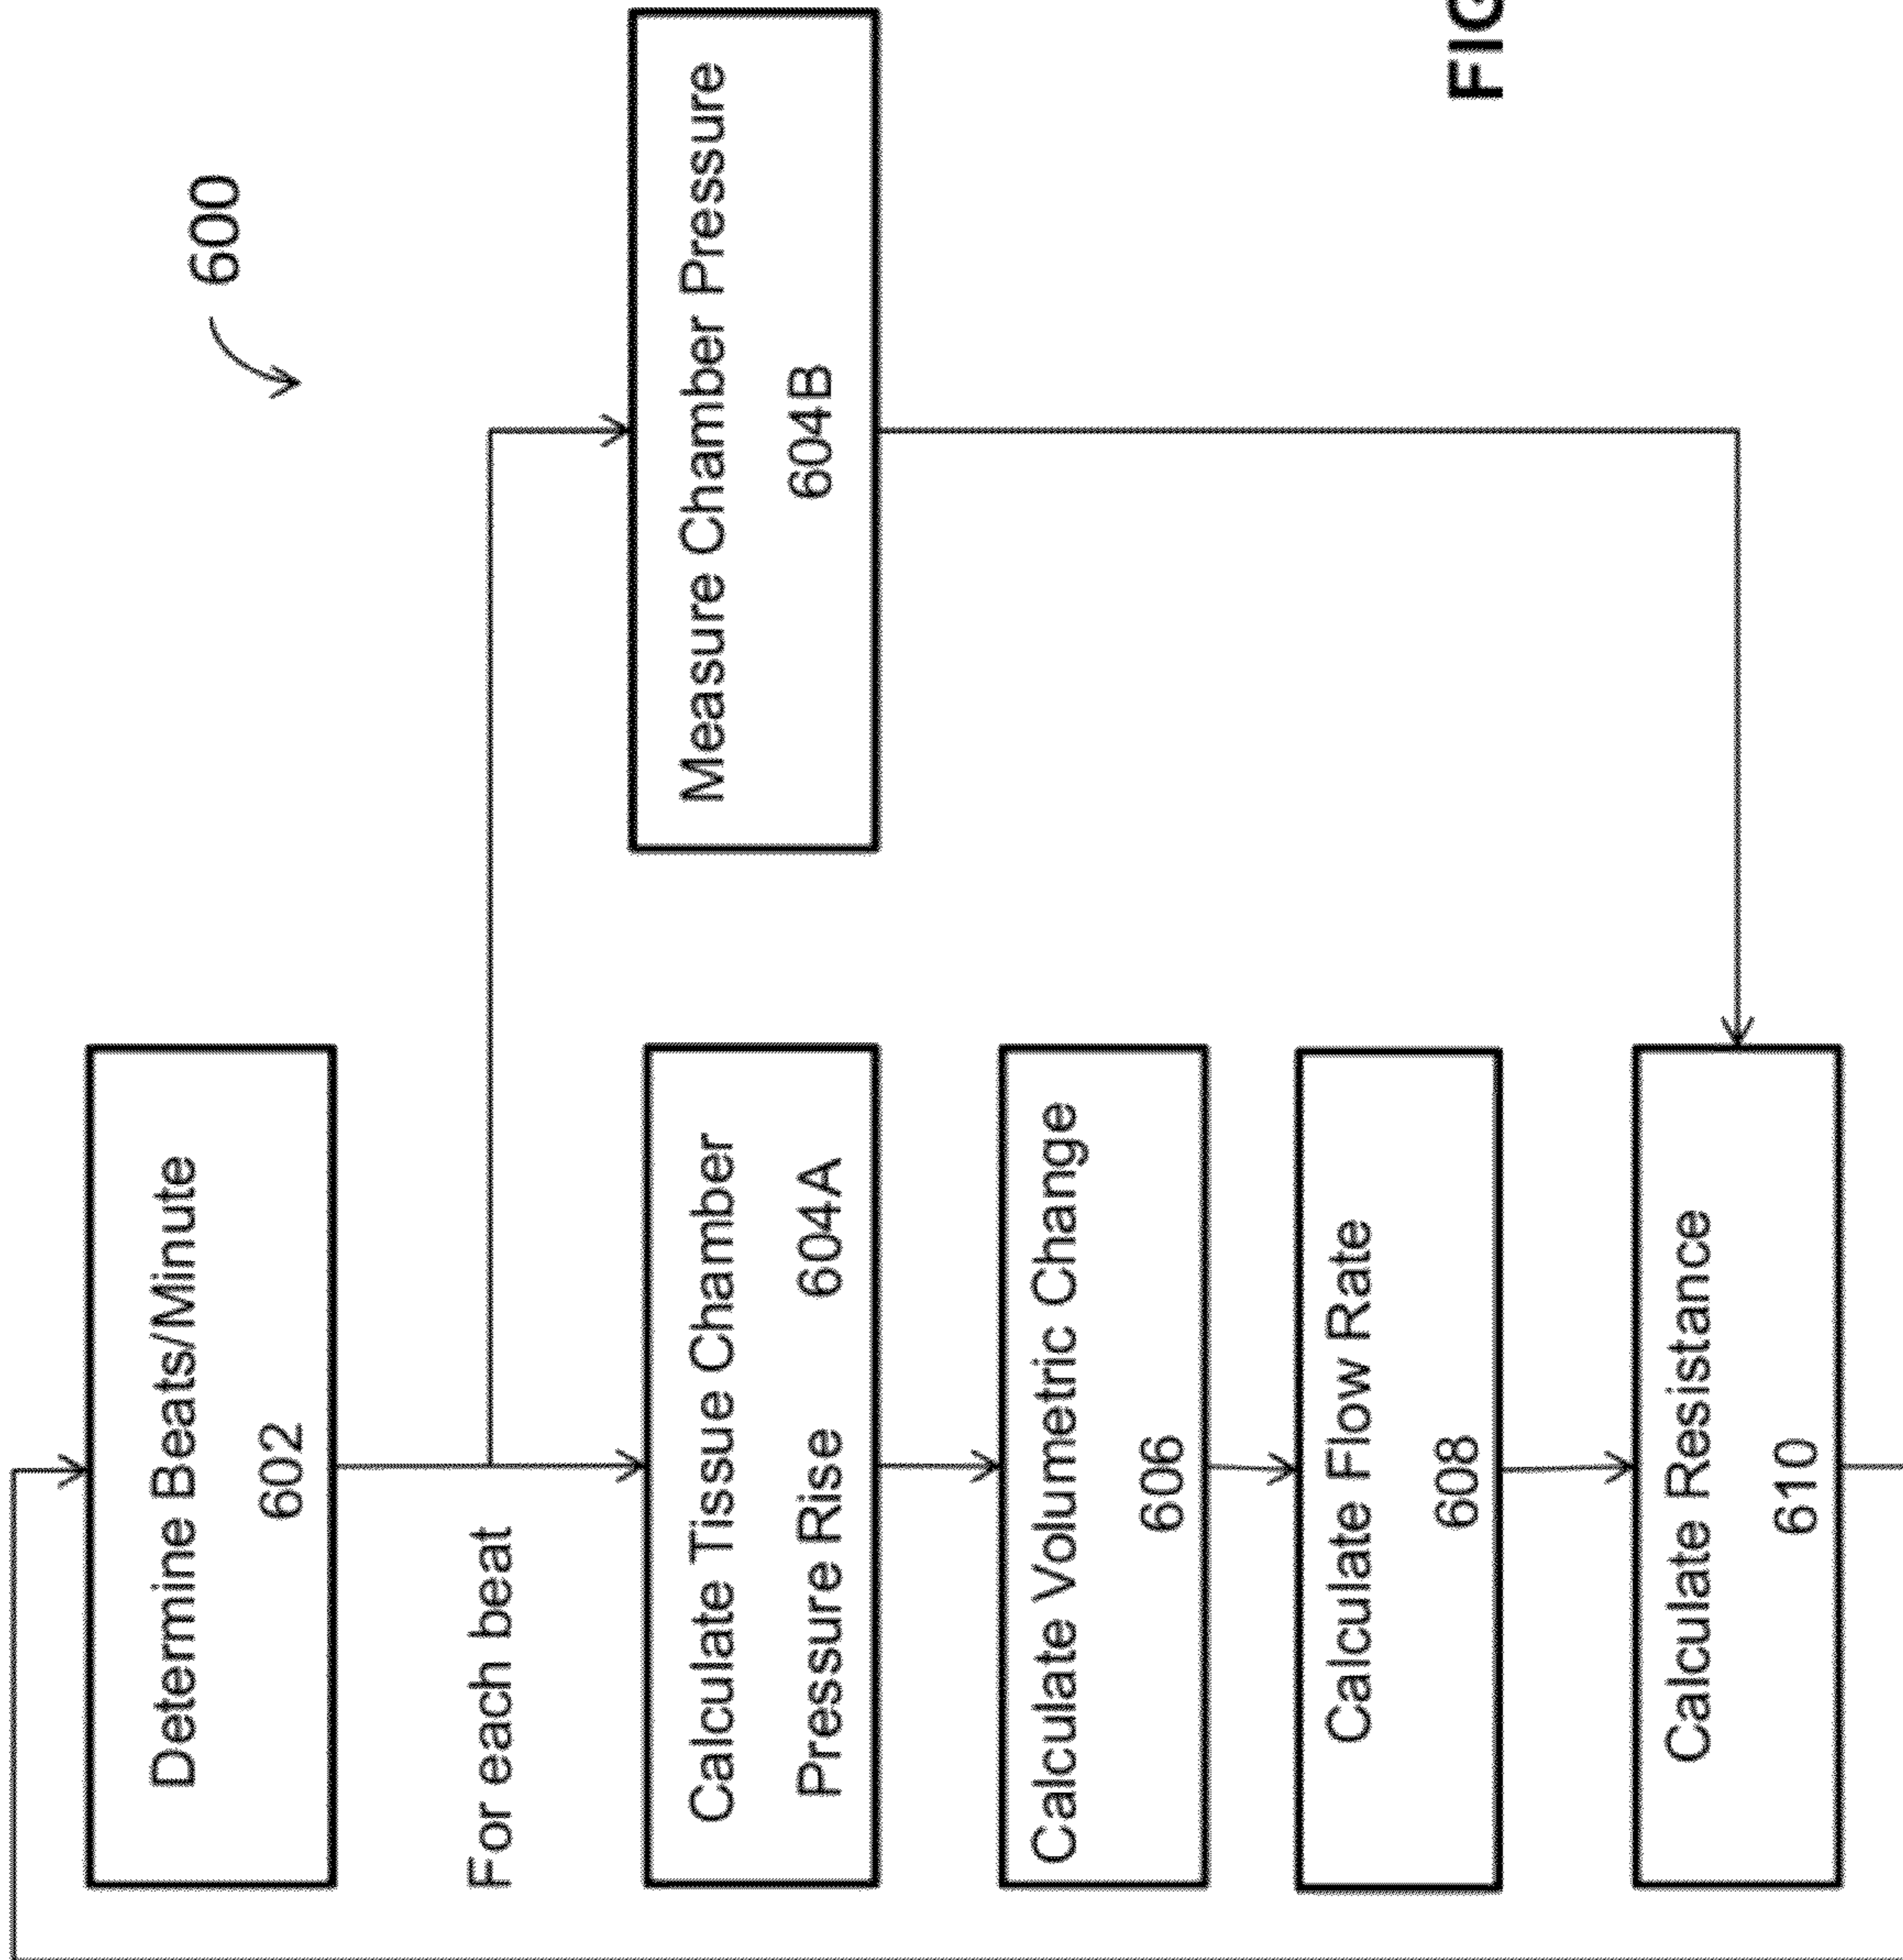 600
Determine Beats/Minute
602
For each beat
Calculate Tissue Chamber
Pressure Rise 604A
Measure Chamber Pressure
604B
Calculate Volumetric Change
606
Calculate Flow Rate
608
Calculate Resistance
610
FIG